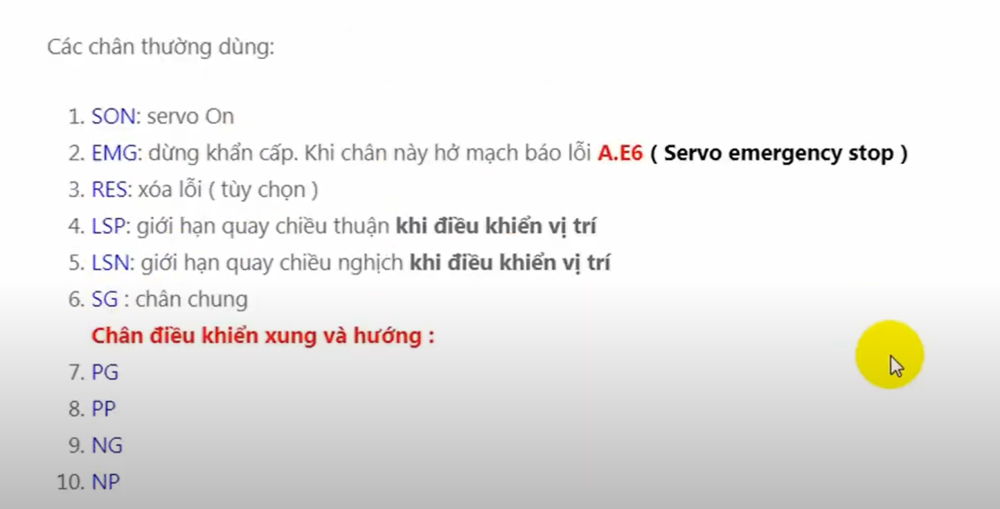 Các chân thường dùng:
1. SON: servo On
2. EMG: dừng khẩn cấp. Khi chân này hở mạch báo lỗi A.E6 ( Servo emergency stop )
3. RES: xóa lỗi ( tùy chọn )
4. LSP: giới hạn quay chiều thuận khi điều khiển vị trí
5. LSN: giới hạn quay chiều nghịch khi điều khiển vị trí
6. SG : chân chung
Chân điều khiển xung và hướng :
7. PG
8. PP
9. NG
10. NP